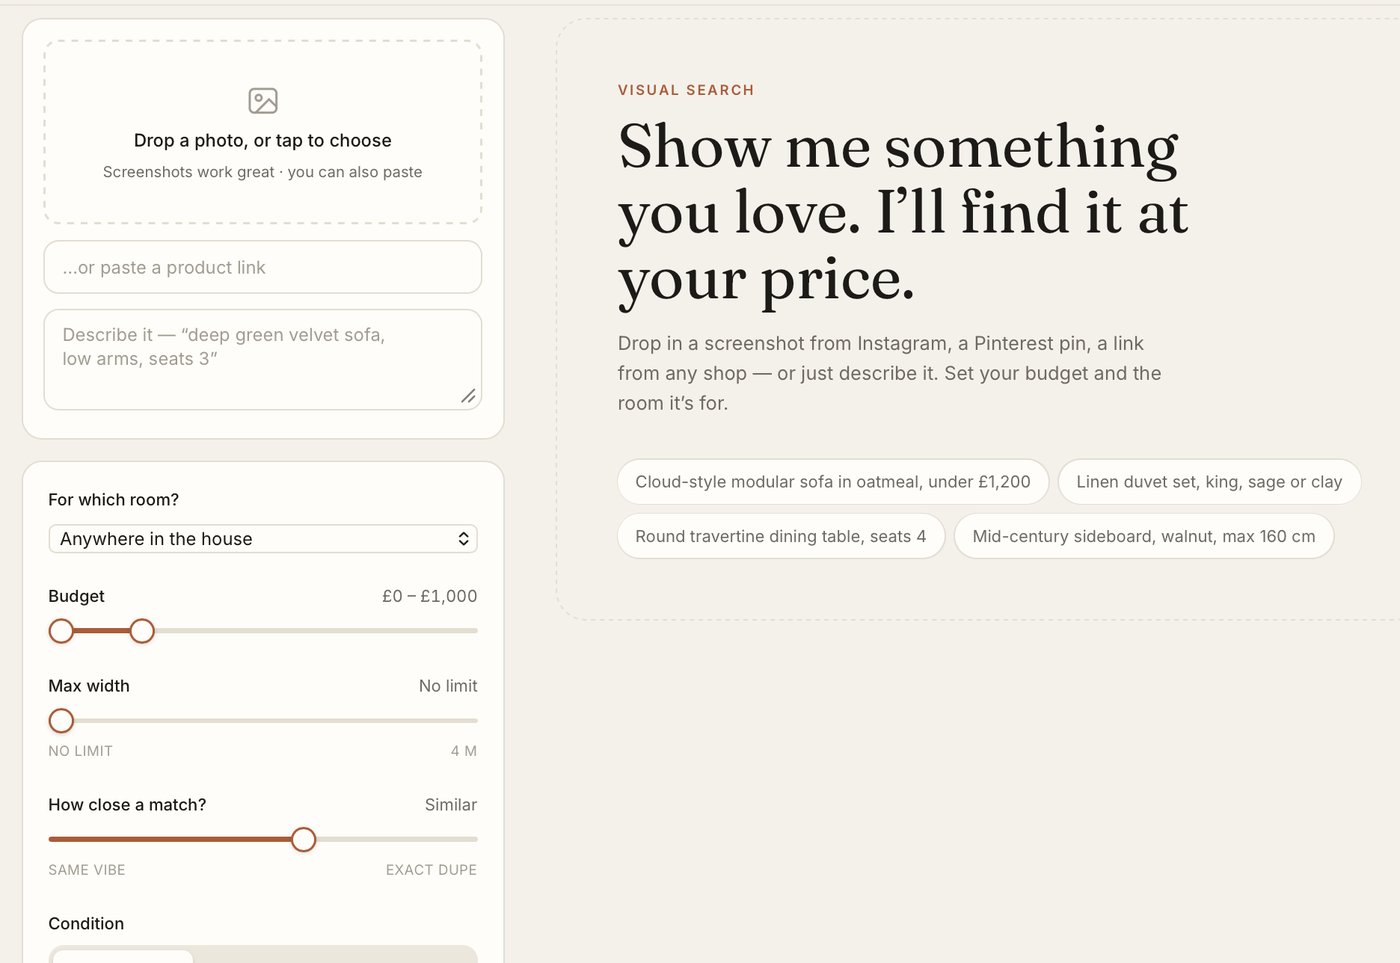 Drop a photo, or tap to choose
Screenshots work great · you can also paste
...or paste a product link
Describe it — “deep green velvet sofa,
low arms, seats 3”
For which room?
Anywhere in the house
Budget
£0 – £1,000
Max width
No limit
NO LIMIT
4 M
How close a match?
Similar
SAME VIBE
EXACT DUPE
Condition
VISUAL SEARCH
Show me something
you love. I’ll find it at
your price.
Drop in a screenshot from Instagram, a Pinterest pin, a link
from any shop — or just describe it. Set your budget and the
room it’s for.
Cloud-style modular sofa in oatmeal, under £1,200
Linen duvet set, king, sage or clay
Round travertine dining table, seats 4
Mid-century sideboard, walnut, max 160 cm